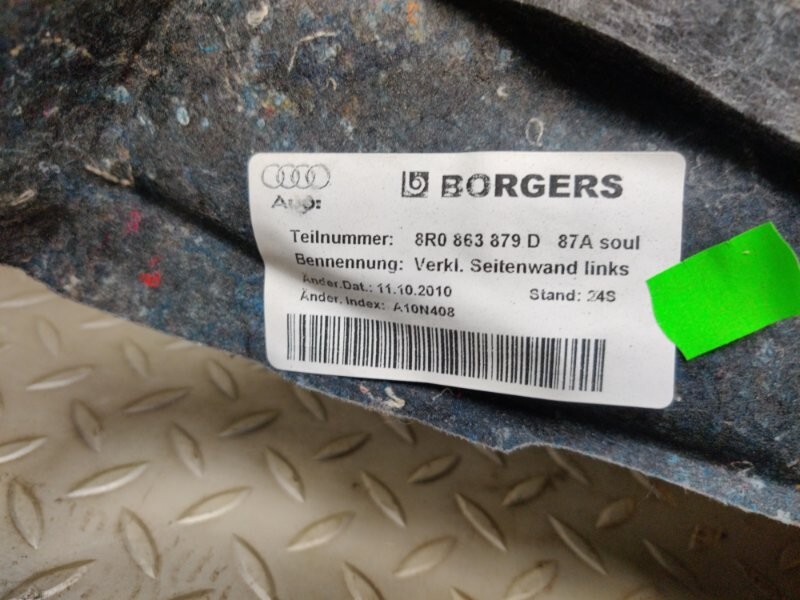 Audi BORGERS
Teilnummer: 8R0 863 879 D 87A soul
Bennennung: Verkl. Seitenwand links
Änder.Dat.: 11.10.2010 Stand: 24S
Änder. Index: A10N408